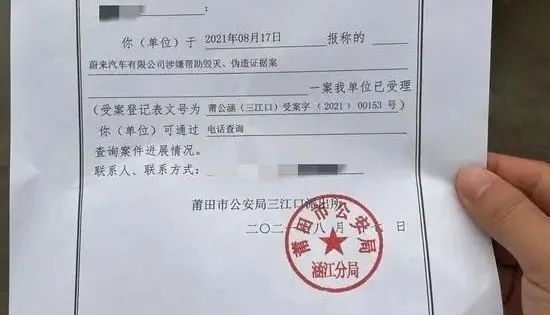 你（单位）于 2021年08月17日 报称的
蔚来汽车有限公司涉嫌帮助毁灭、伪造证据案
一案我单位已受理
（受案登记表文号为 莆公涵（三江口）受案字〔2021〕00153 号）
你（单位）可通过 电话查询
查询案件进展情况。
联系人、联系方式：
莆田市公安局三江口派出所
二〇二 八月 日
莆田市公安局
涵江分局